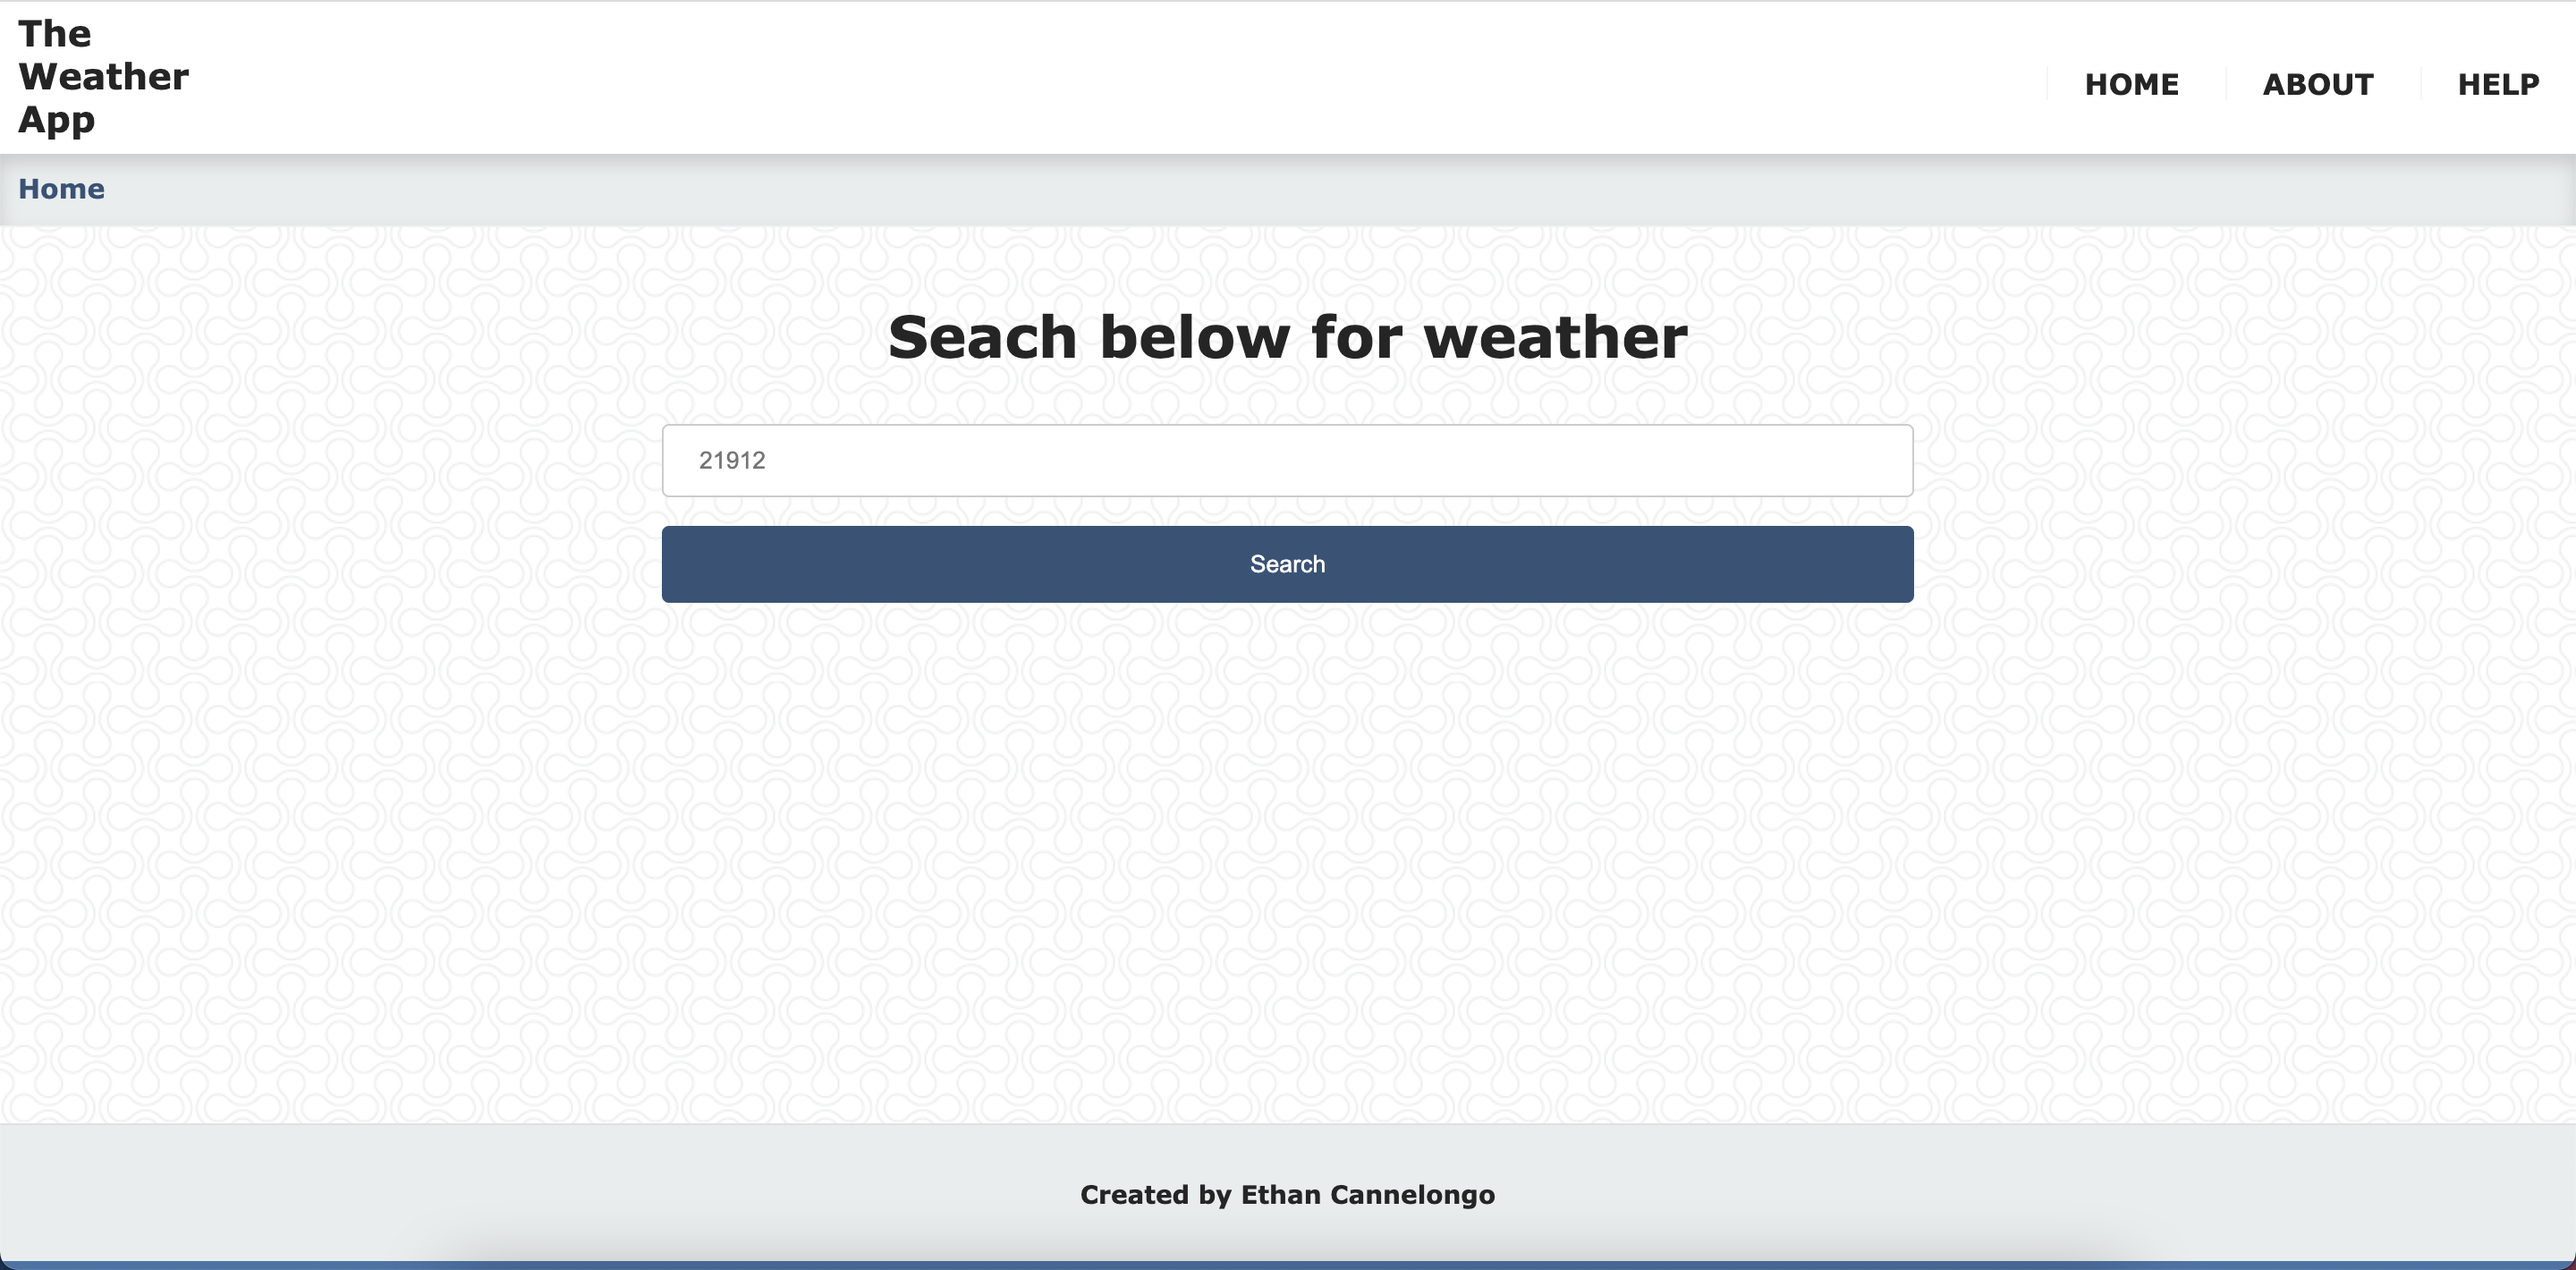 The
Weather
App
HOME ABOUT HELP
Home
Seach below for weather
21912
Search
Created by Ethan Cannelongo